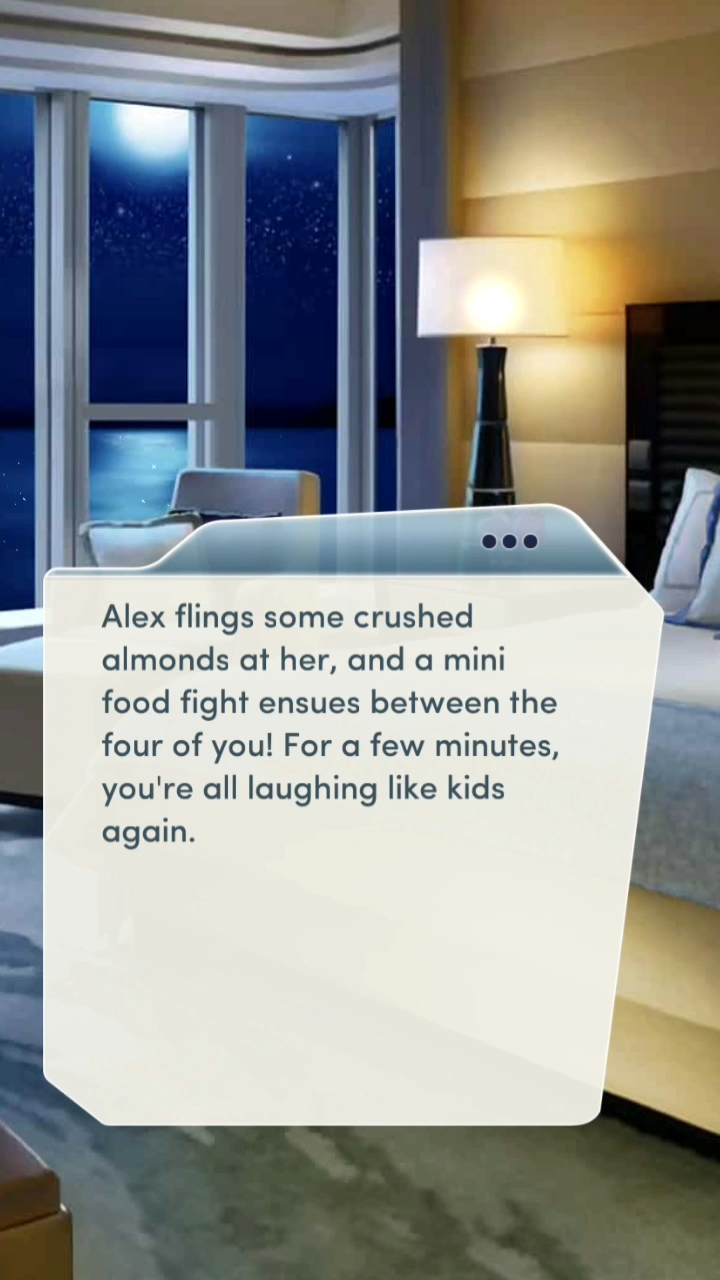 Alex flings some crushed
almonds at her, and a mini
food fight ensues between the
four of you! For a few minutes,
you're all laughing like kids
again.